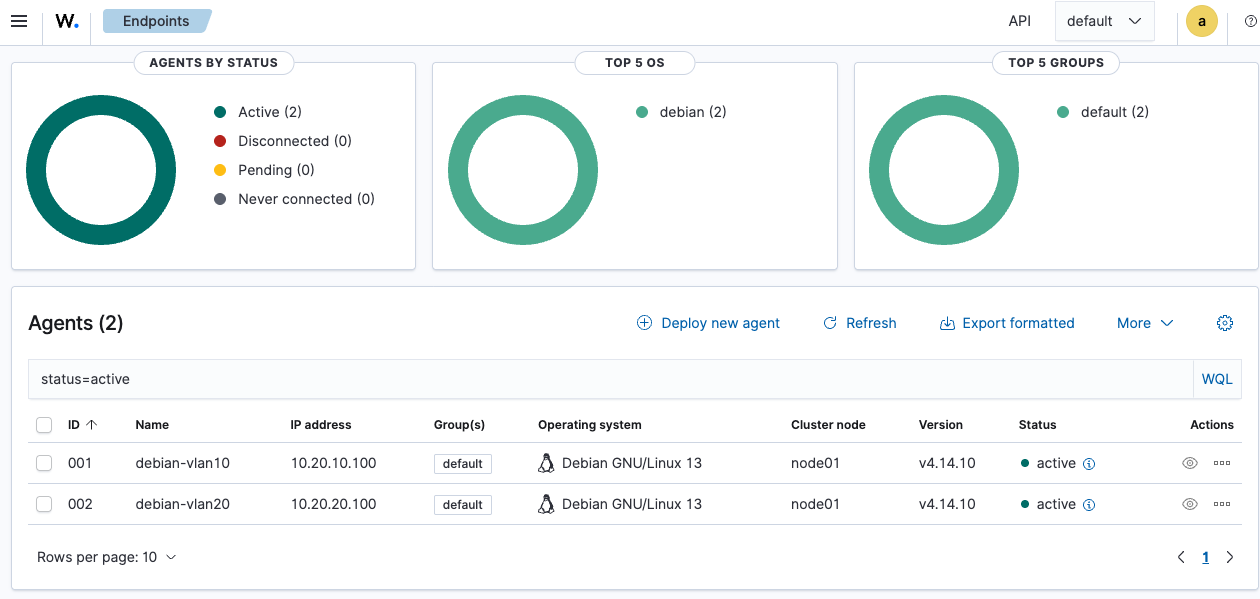 W. Endpoints API default a
AGENTS BY STATUS TOP 5 OS TOP 5 GROUPS
Active (2) debian (2) default (2)
Disconnected (0)
Pending (0)
Never connected (0)
Agents (2) Deploy new agent Refresh Export formatted More
status=active WQL
ID Name IP address Group(s) Operating system Cluster node Version Status Actions
001 debian-vlan10 10.20.10.100 default Debian GNU/Linux 13 node01 v4.14.10 active
002 debian-vlan20 10.20.20.100 default Debian GNU/Linux 13 node01 v4.14.10 active
Rows per page: 10 1